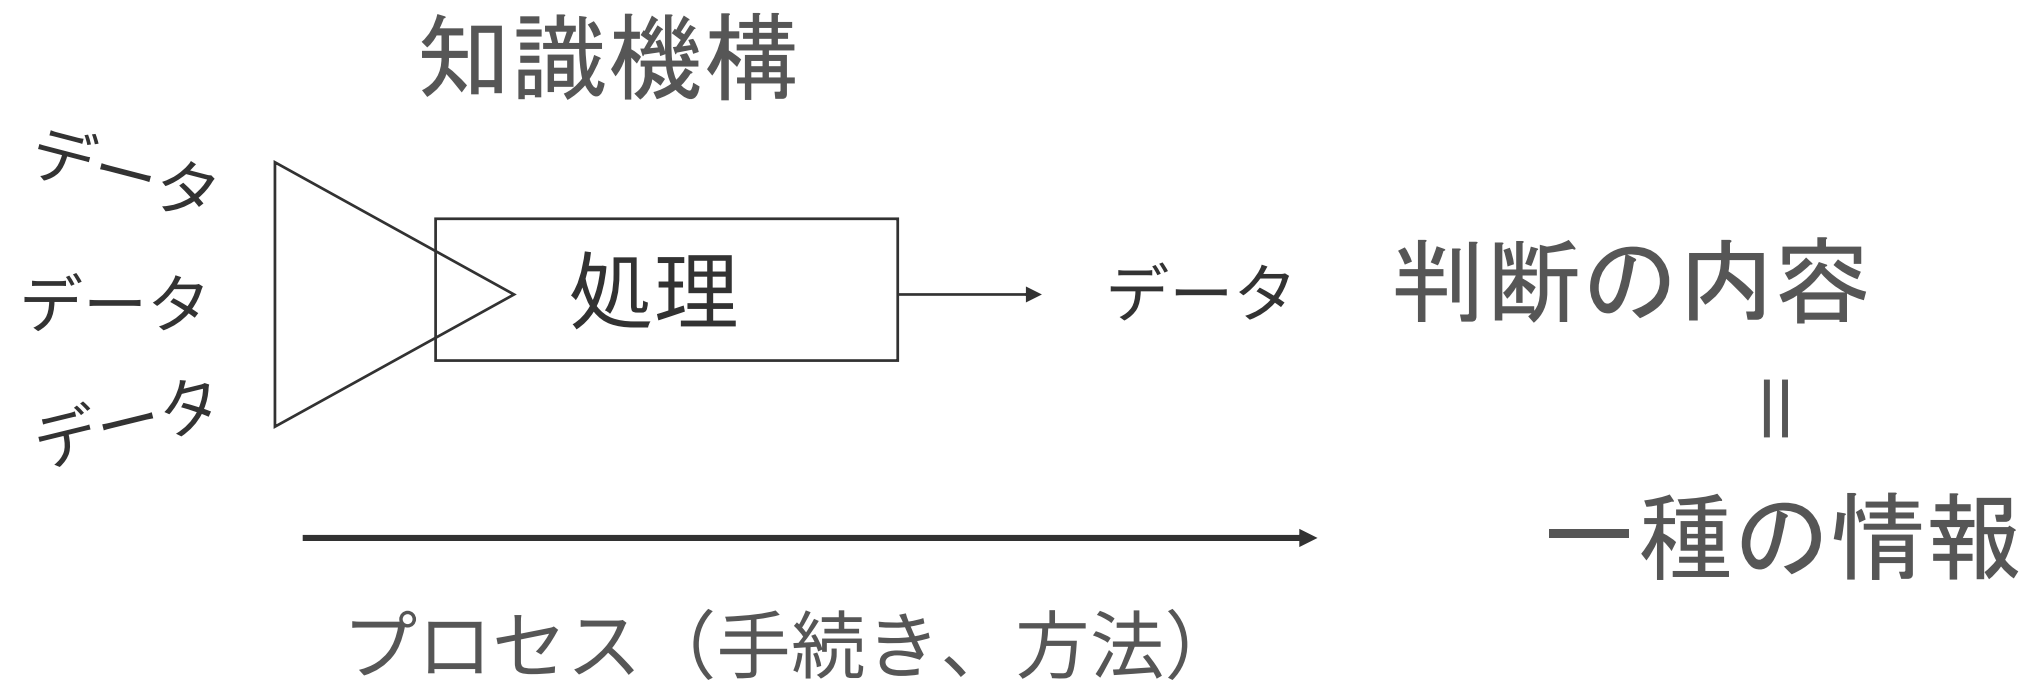 知識機構
データ
データ
データ
処理
データ
判断の内容
＝
一種の情報
プロセス（手続き、方法）